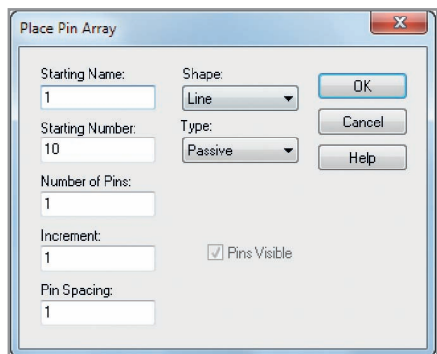 Place Pin Array
Starting Name:
1
Starting Number:
10
Number of Pins:
1
Increment:
1
Pin Spacing:
1
Shape:
Line
Type:
Passive
Pins Visible
OK
Cancel
Help